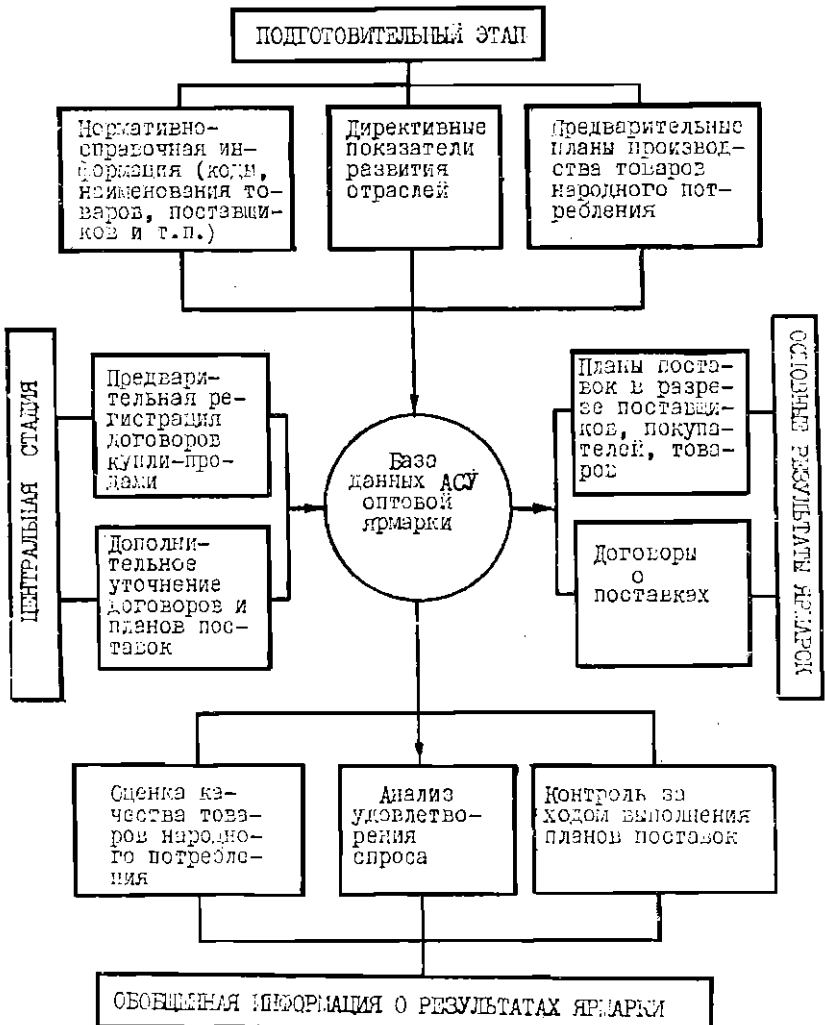 ПОДГОТОВИТЕЛЬНЫЙ ЭТАП
Нормативно-
справочная ин-
формация (коды,
наименования то-
варов, поставщи-
ков и т.п.)
Директивные
показатели
развития
отраслей
Предварительные
планы производ-
ства товаров
народного пот-
ребления
ЦЕНТРАЛЬНАЯ СТАДИЯ
Предвари-
тельная ре-
гистрация
договоров
купли-про-
дажи
Дополни-
тельное
уточнение
договоров и
планов пос-
тавок
База
данных АСУ
оптовой
ярмарки
Планы поста-
вок в разре-
зе поставщи-
ков, покупа-
телей, това-
ров
Договоры
о
поставках
ОСНОВНЫЕ РЕЗУЛЬТАТЫ ЯРМАРОК
Оценка ка-
чества това-
ров народно-
го потребле-
ния
Анализ
удовлетво-
рения
спроса
Контроль за
ходом выполнения
планов поставок
ОБОБЩЕННАЯ ИНФОРМАЦИЯ О РЕЗУЛЬТАТАХ ЯРМАРКИ